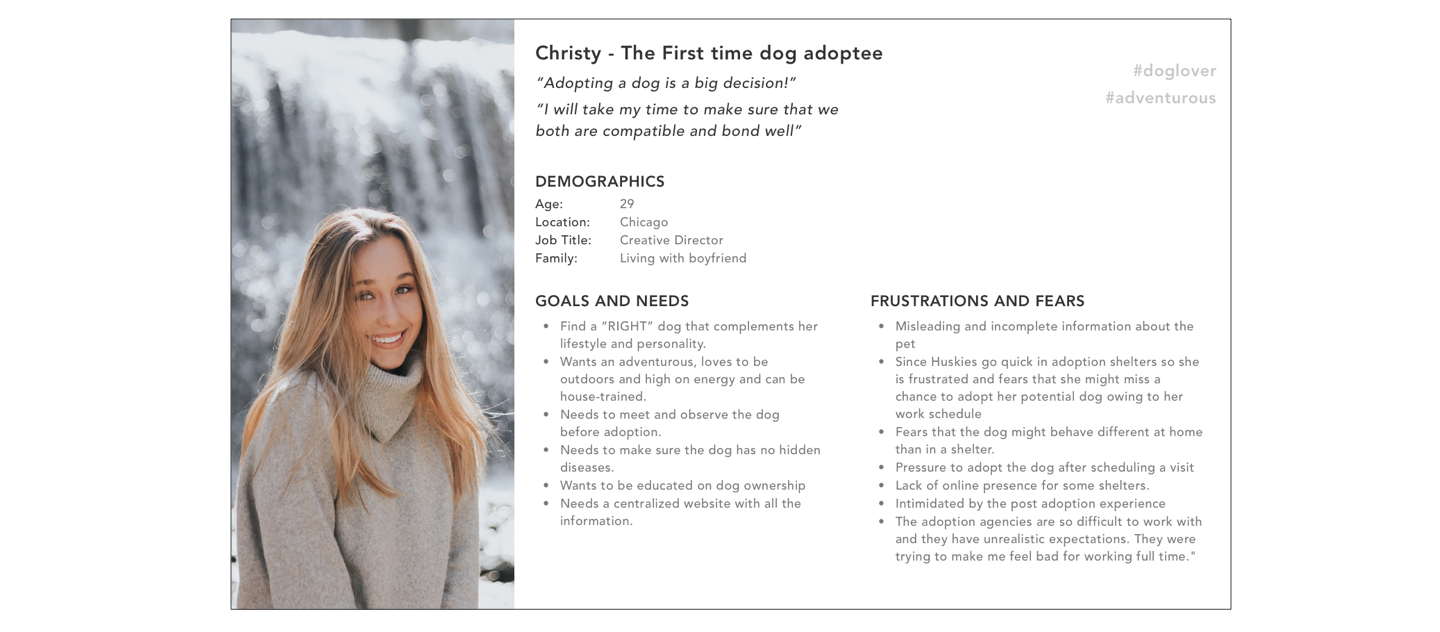 Christy - The First time dog adoptee
“Adopting a dog is a big decision!”
“I will take my time to make sure that we
both are compatible and bond well”
#doglover
#adventurous
DEMOGRAPHICS
Age: 29
Location: Chicago
Job Title: Creative Director
Family: Living with boyfriend
GOALS AND NEEDS
• Find a “RIGHT” dog that complements her
lifestyle and personality.
• Wants an adventurous, loves to be
outdoors and high on energy and can be
house-trained.
• Needs to meet and observe the dog
before adoption.
• Needs to make sure the dog has no hidden
diseases.
• Wants to be educated on dog ownership
• Needs a centralized website with all the
information.
FRUSTRATIONS AND FEARS
• Misleading and incomplete information about the
pet
• Since Huskies go quick in adoption shelters so she
is frustrated and fears that she might miss a
chance to adopt her potential dog owing to her
work schedule
• Fears that the dog might behave different at home
than in a shelter.
• Pressure to adopt the dog after scheduling a visit
• Lack of online presence for some shelters.
• Intimidated by the post adoption experience
• The adoption agencies are so difficult to work with
and they have unrealistic expectations. They were
trying to make me feel bad for working full time."